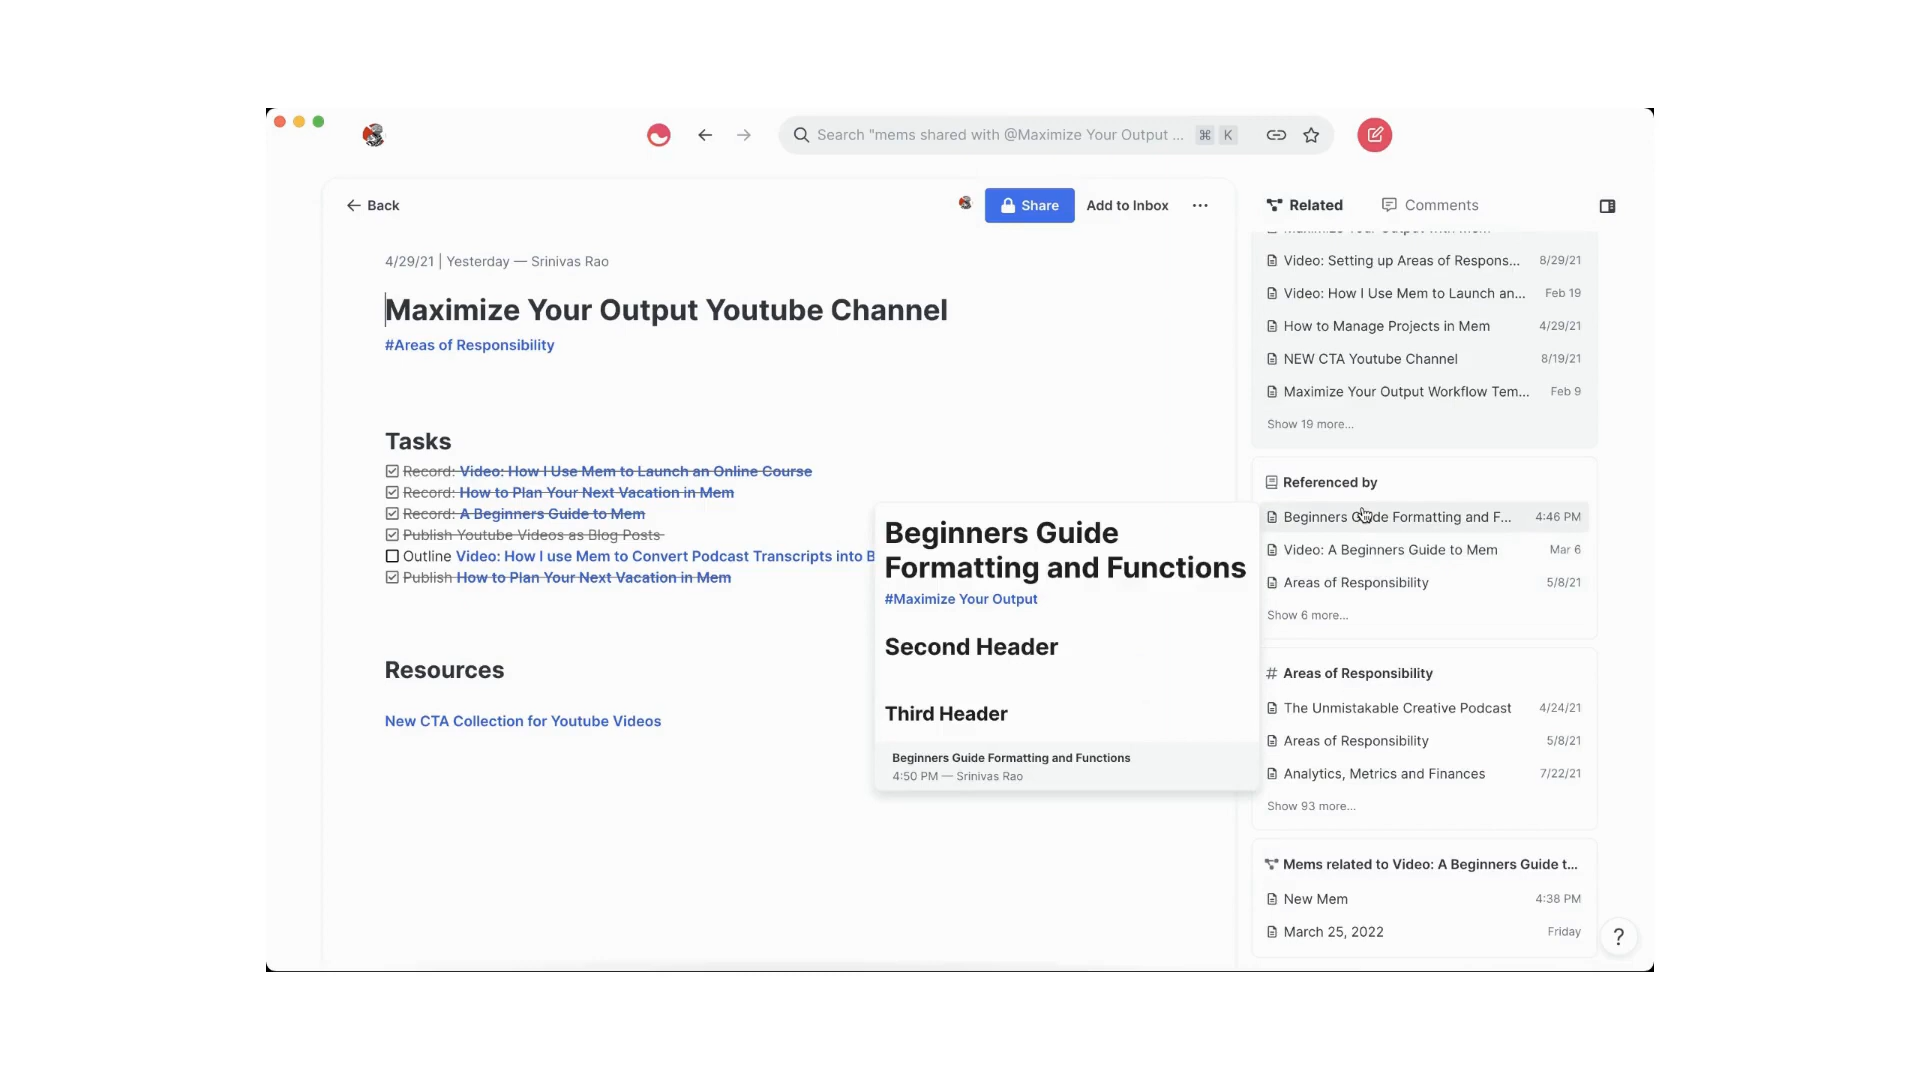 Search "mems shared with @Maximize Your Output ... ⌘ K
Back
Share
Add to Inbox
4/29/21 | Yesterday — Srinivas Rao
Maximize Your Output Youtube Channel
#Areas of Responsibility
Tasks
Record: Video: How I Use Mem to Launch an Online Course
Record: How to Plan Your Next Vacation in Mem
Record: A Beginners Guide to Mem
Publish Youtube Videos as Blog Posts
Outline Video: How I use Mem to Convert Podcast Transcripts into B
Publish How to Plan Your Next Vacation in Mem
Resources
New CTA Collection for Youtube Videos
Beginners Guide
Formatting and Functions
#Maximize Your Output
Second Header
Third Header
Beginners Guide Formatting and Functions
4:50 PM — Srinivas Rao
Related
Comments
Maximize Your Output with Mem
Video: Setting up Areas of Respons... 8/29/21
Video: How I Use Mem to Launch an... Feb 19
How to Manage Projects in Mem 4/29/21
NEW CTA Youtube Channel 8/19/21
Maximize Your Output Workflow Tem... Feb 9
Show 19 more...
Referenced by
Beginners Guide Formatting and F... 4:46 PM
Video: A Beginners Guide to Mem Mar 6
Areas of Responsibility 5/8/21
Show 6 more...
# Areas of Responsibility
The Unmistakable Creative Podcast 4/24/21
Areas of Responsibility 5/8/21
Analytics, Metrics and Finances 7/22/21
Show 93 more...
Mems related to Video: A Beginners Guide t...
New Mem 4:38 PM
March 25, 2022 Friday
?